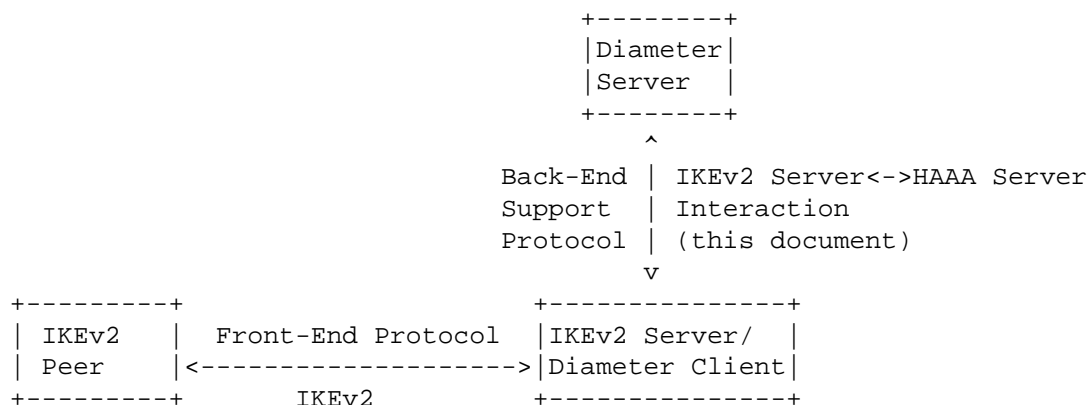 +--------+
|Diameter|
|Server  |
+--------+
^
Back-End | IKEv2 Server<->HAAA Server
Support  | Interaction
Protocol | (this document)
v
+---------+                      +---------------+
|  IKEv2  |  Front-End Protocol  |IKEv2 Server/  |
|  Peer   |<-------------------->|Diameter Client|
+---------+        IKEv2         +---------------+